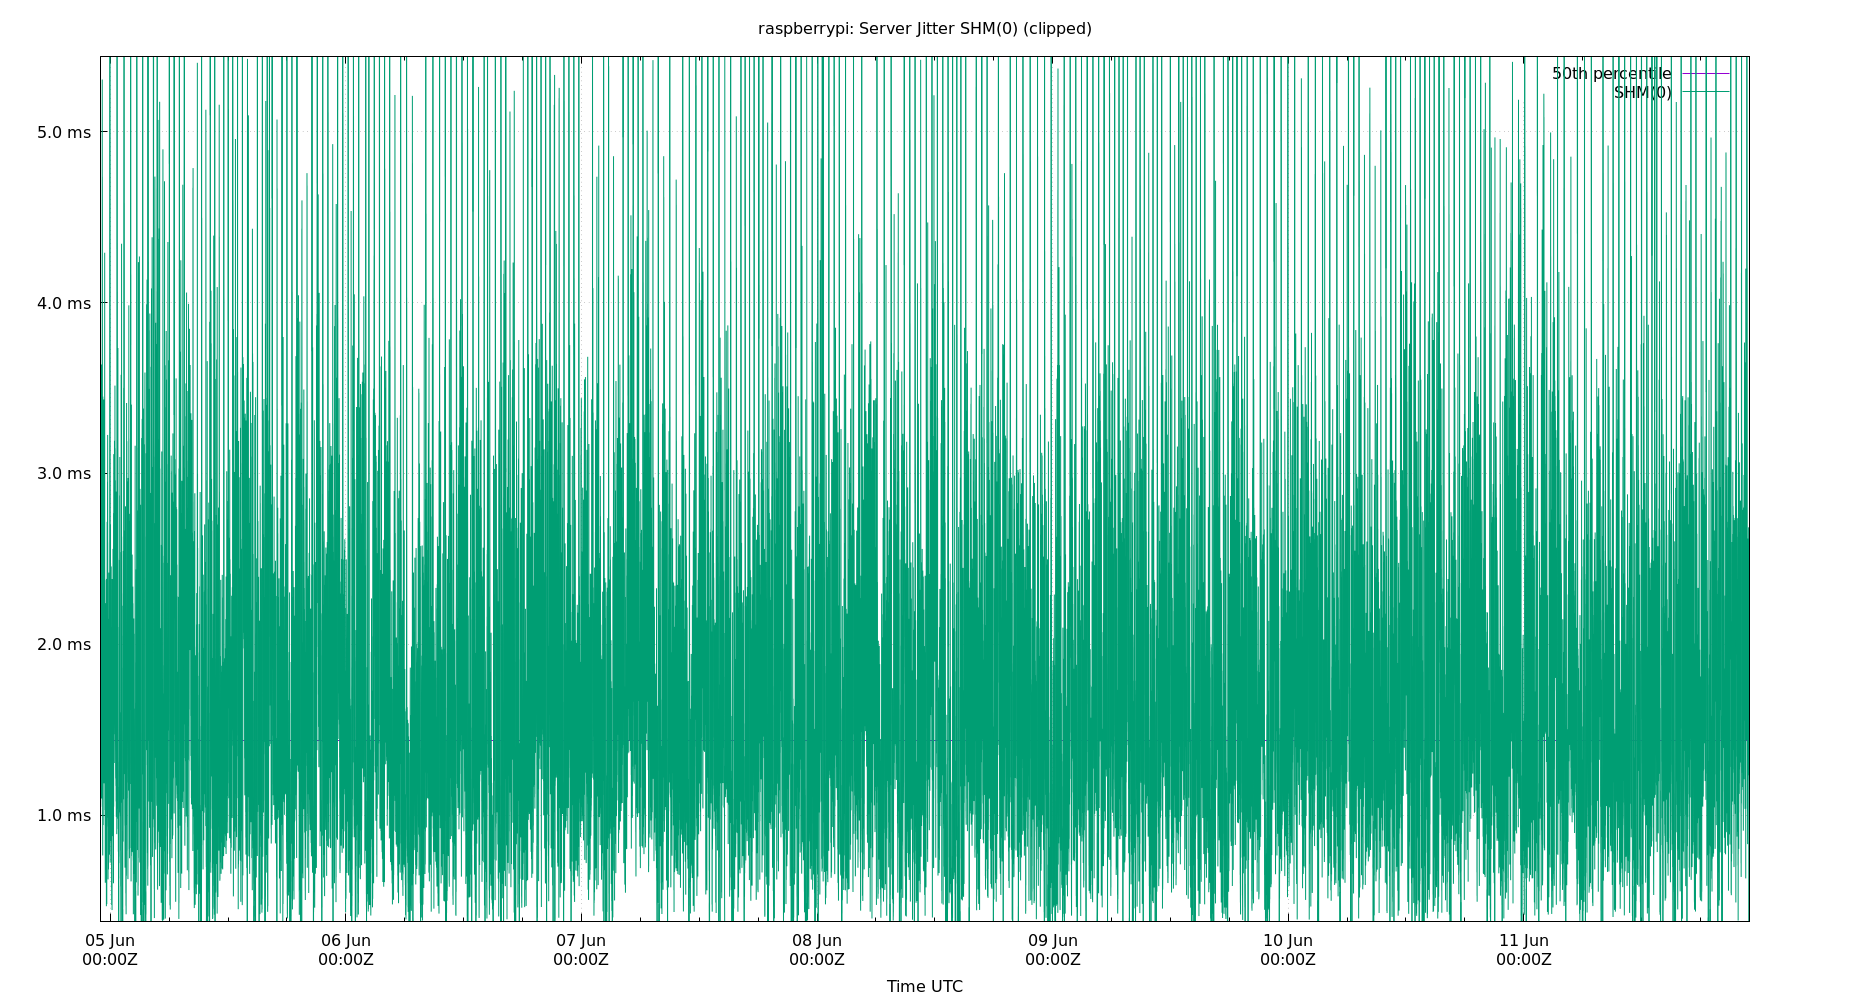 raspberrypi: Server Jitter SHM(0) (clipped)
50th percentile
SHM(0)
5.0 ms
4.0 ms
3.0 ms
2.0 ms
1.0 ms
05 Jun 06 Jun 07 Jun 08 Jun 09 Jun 10 Jun 11 Jun
00:00Z 00:00Z 00:00Z 00:00Z 00:00Z 00:00Z 00:00Z
Time UTC